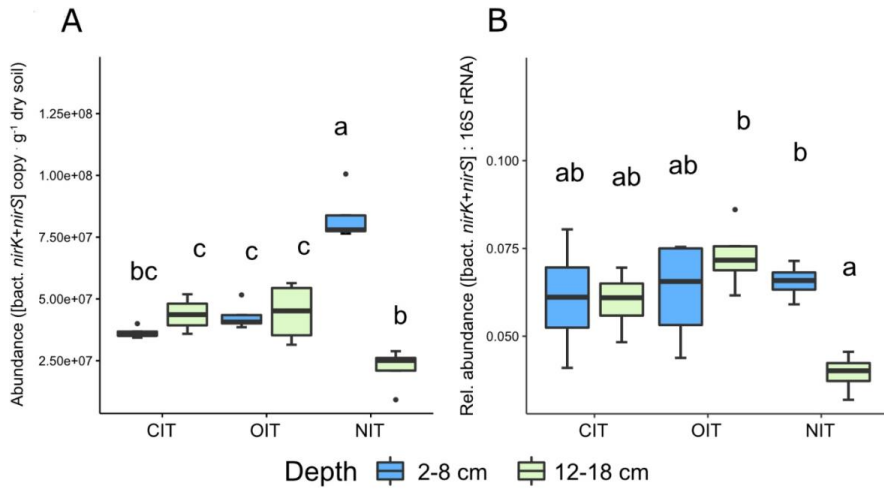 A
B
Abundance ([bact. nirK+nirS] copy · g⁻¹ dry soil)
1.25e+08
1.00e+08
7.50e+07
5.00e+07
2.50e+07
bc
c
c
c
a
b
CIT
OIT
NIT
Rel. abundance ([bact. nirK+nirS] : 16S rRNA)
0.100
0.075
0.050
ab
ab
ab
b
b
a
CIT
OIT
NIT
Depth 2-8 cm 12-18 cm